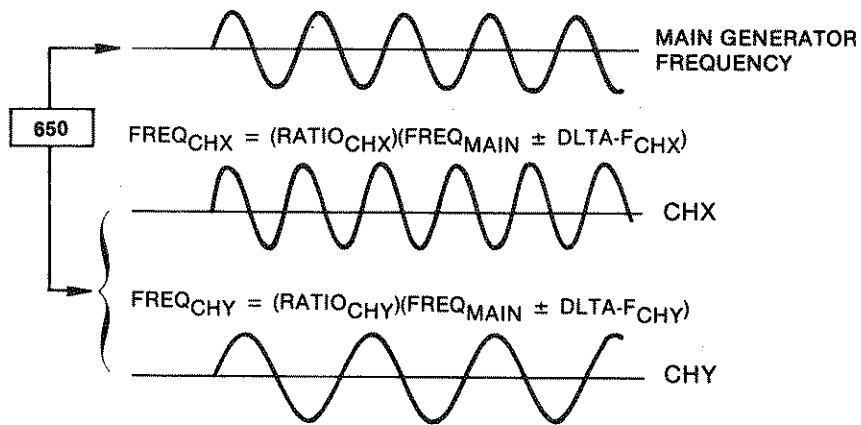 MAIN GENERATOR
FREQUENCY
650
FREQCHX = (RATIOCHX)(FREQMAIN ± DLTA-FCHX)
CHX
FREQCHY = (RATIOCHY)(FREQMAIN ± DLTA-FCHY)
CHY